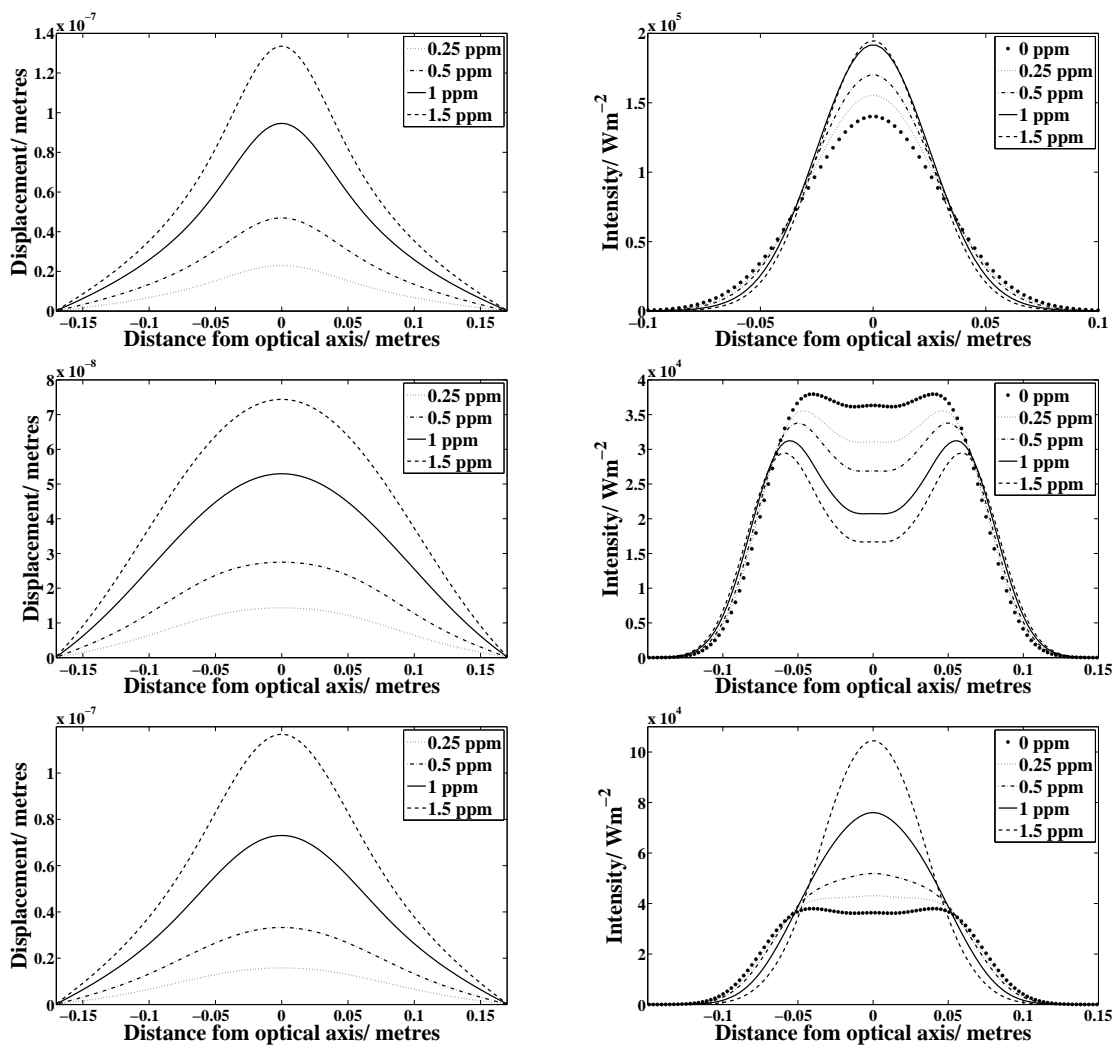 x 10−7
1.4
1.2
1
0.8
0.6
0.4
0.2
0
−0.15 −0.1 −0.05 0 0.05 0.1 0.15
Displacement/ metres
Distance fom optical axis/ metres
0.25 ppm
0.5 ppm
1 ppm
1.5 ppm
x 105
2
1.5
1
0.5
0
−0.1 −0.05 0 0.05 0.1
Intensity/ Wm−2
Distance fom optical axis/ metres
0 ppm
0.25 ppm
0.5 ppm
1 ppm
1.5 ppm
x 10−8
8
7
6
5
4
3
2
1
0
−0.15 −0.1 −0.05 0 0.05 0.1 0.15
Displacement/ metres
Distance fom optical axis/ metres
0.25 ppm
0.5 ppm
1 ppm
1.5 ppm
x 104
4
3.5
3
2.5
2
1.5
1
0.5
0
−0.1 −0.05 0 0.05 0.1 0.15
Intensity/ Wm−2
Distance fom optical axis/ metres
0 ppm
0.25 ppm
0.5 ppm
1 ppm
1.5 ppm
x 10−7
1
0.8
0.6
0.4
0.2
0
−0.15 −0.1 −0.05 0 0.05 0.1 0.15
Displacement/ metres
Distance fom optical axis/ metres
0.25 ppm
0.5 ppm
1 ppm
1.5 ppm
x 104
10
8
6
4
2
0
−0.1 −0.05 0 0.05 0.1 0.15
Intensity/ Wm−2
Distance fom optical axis/ metres
0 ppm
0.25 ppm
0.5 ppm
1 ppm
1.5 ppm